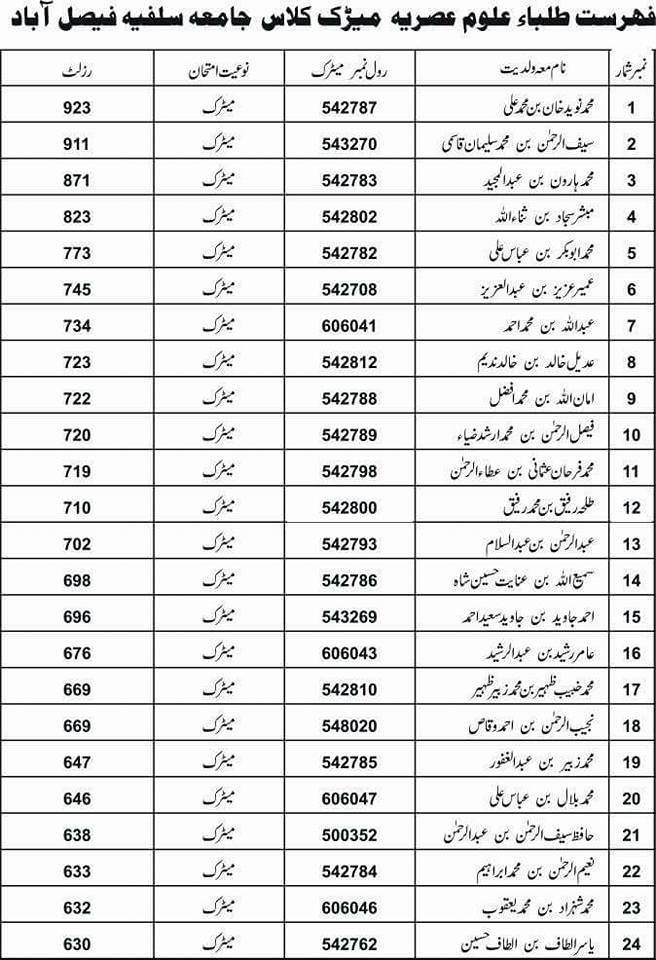 فہرست طلباء علوم عصریہ میڑک کلاس جامعہ سلفیہ فیصل آباد
نمبر شمار نام معہ ولدیت رول نمبر میٹرک نوعیت امتحان رزلٹ
1 محمد نوید خان بن محمد علی 542787 میٹرک 923
2 سیف الرحمٰن بن محمد سلیمان قاسمی 543270 میٹرک 911
3 محمد ہارون بن عبدالمجید 542783 میٹرک 871
4 مبشر سجاد بن ثناء اللہ 542802 میٹرک 823
5 محمد ابوبکر بن عباس علی 542782 میٹرک 773
6 عمیر عزیز بن عبدالعزیز 542708 میٹرک 745
7 عبداللہ بن محمد احمد 606041 میٹرک 734
8 عدیل خالد بن خالد ندیم 542812 میٹرک 723
9 امان اللہ بن محمد افضل 542788 میٹرک 722
10 فیصل الرحمٰن بن محمد ارشد ضیاء 542789 میٹرک 720
11 محمد فرحان عثمانی بن عطاء الرحمٰن 542798 میٹرک 719
12 طلحہ رفیق بن محمد رفیق 542800 میٹرک 710
13 عبدالرحمٰن بن عبدالسلام 542793 میٹرک 702
14 سمیع اللہ بن عنایت حسین شاہ 542786 میٹرک 698
15 احمد جاوید بن جاوید سعید احمد 543269 میٹرک 696
16 عامر رشید بن عبدالرشید 606043 میٹرک 676
17 محمد خبیب ظہیر بن محمد زبیر ظہیر 542810 میٹرک 669
18 نجیب الرحمٰن بن احمد وقاص 548020 میٹرک 669
19 محمد زبیر بن عبدالغفور 542785 میٹرک 647
20 محمد بلال بن عباس علی 606047 میٹرک 646
21 حافظ سیف الرحمٰن بن عبدالرحمٰن 500352 میٹرک 638
22 نعیم الرحمٰن بن محمد ابراہیم 542784 میٹرک 633
23 محمد شہزاد بن محمد یعقوب 606046 میٹرک 632
24 یاسر الطاف بن الطاف حسین 542762 میٹرک 630